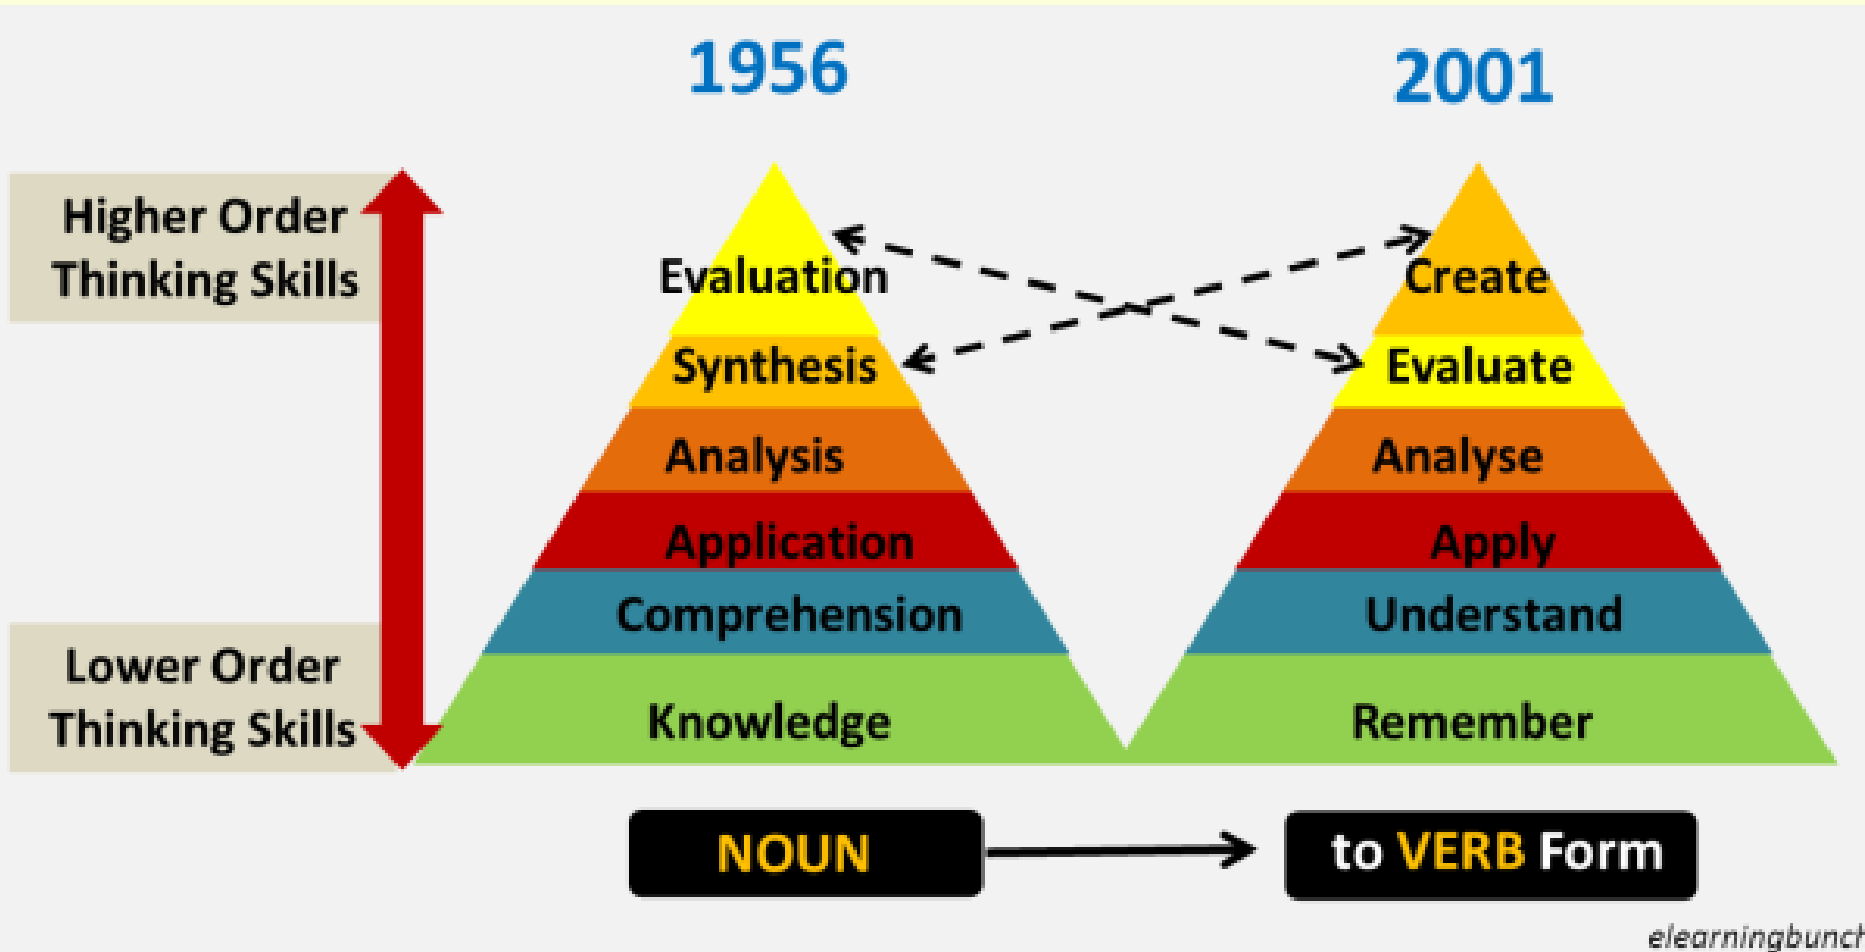 1956
2001
Higher Order
Thinking Skills
Evaluation
Synthesis
Analysis
Application
Comprehension
Knowledge
Create
Evaluate
Analyse
Apply
Understand
Remember
Lower Order
Thinking Skills
NOUN
to VERB Form
elearningbunch